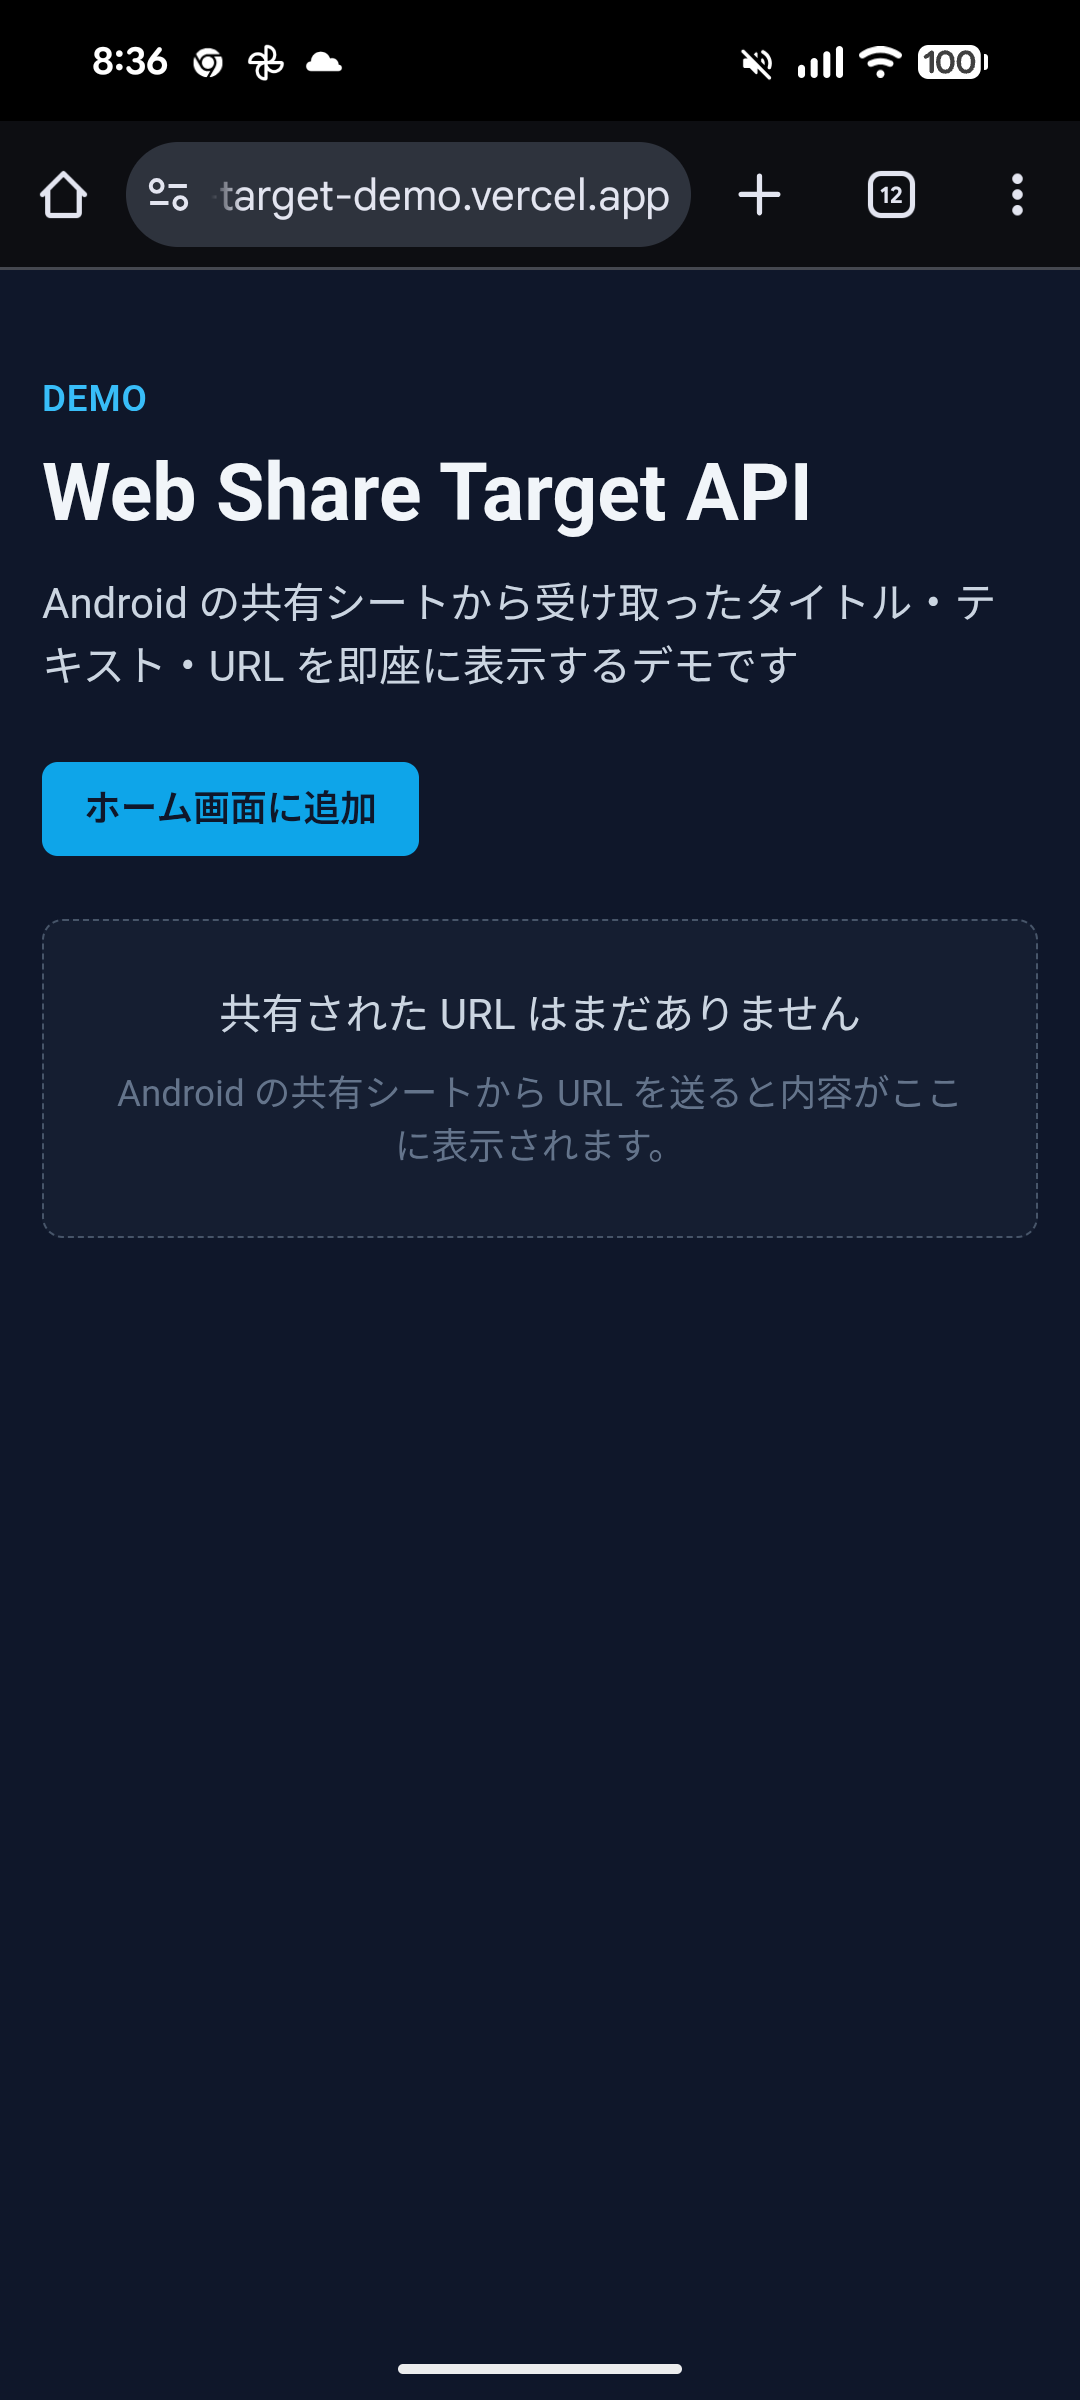 8:36
100
target-demo.vercel.app
12
DEMO
Web Share Target API
Android の共有シートから受け取ったタイトル・テ
キスト・URL を即座に表示するデモです
ホーム画面に追加
共有された URL はまだありません
Android の共有シートから URL を送ると内容がここ
に表示されます。